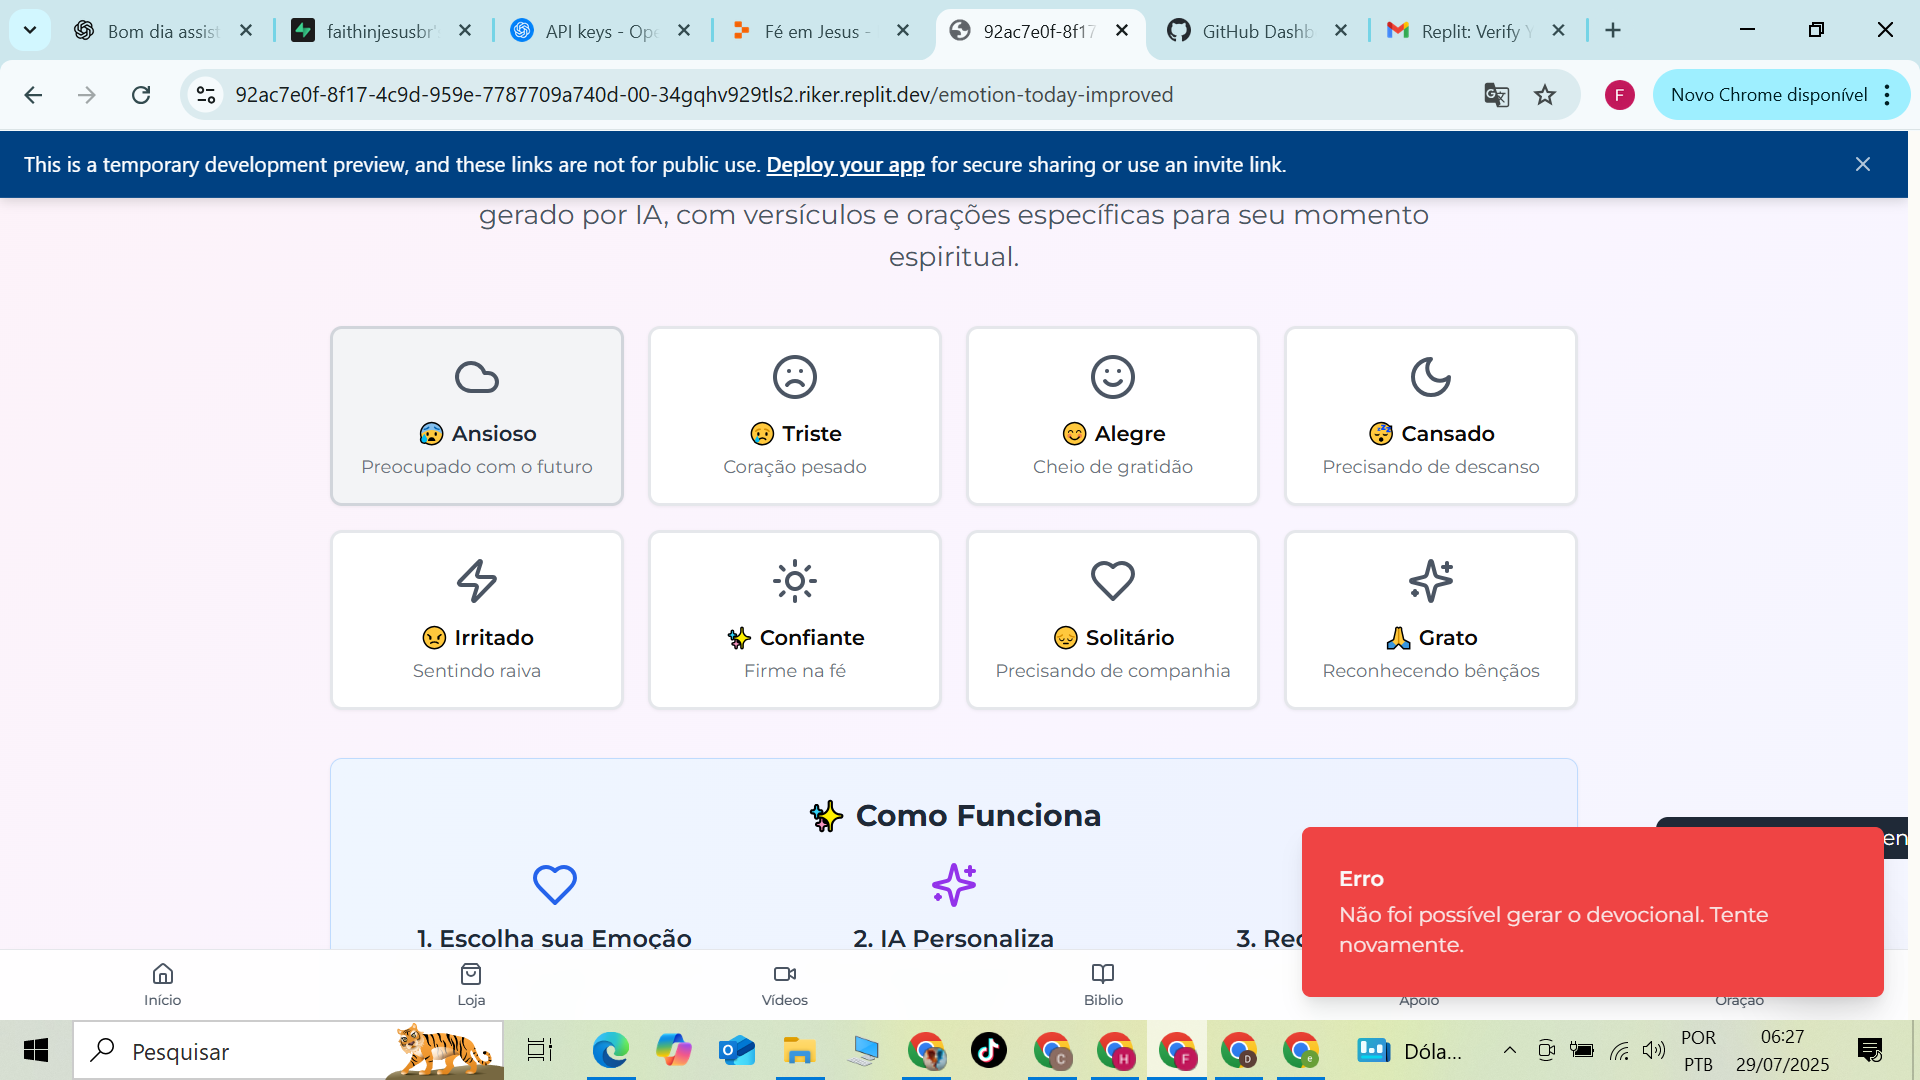 Bom dia assist
faithinjesusbr's
API keys - Ope
Fé em Jesus -
92ac7e0f-8f17
GitHub Dashb
Replit: Verify Y
92ac7e0f-8f17-4c9d-959e-7787709a740d-00-34gqhv929tls2.riker.replit.dev/emotion-today-improved
F
Novo Chrome disponível
This is a temporary development preview, and these links are not for public use. Deploy your app for secure sharing or use an invite link.
gerado por IA, com versículos e orações específicas para seu momento
espiritual.
😰 Ansioso
Preocupado com o futuro
😢 Triste
Coração pesado
😊 Alegre
Cheio de gratidão
😴 Cansado
Precisando de descanso
😠 Irritado
Sentindo raiva
✨ Confiante
Firme na fé
😔 Solitário
Precisando de companhia
🙏 Grato
Reconhecendo bênçãos
✨ Como Funciona
1. Escolha sua Emoção
2. IA Personaliza
3. Rec
en
Erro
Não foi possível gerar o devocional. Tente
novamente.
Início
Loja
Vídeos
Biblio
Apoio
Oração
Pesquisar
C
H
F
D
e
Dóla...
POR
PTB
06:27
29/07/2025